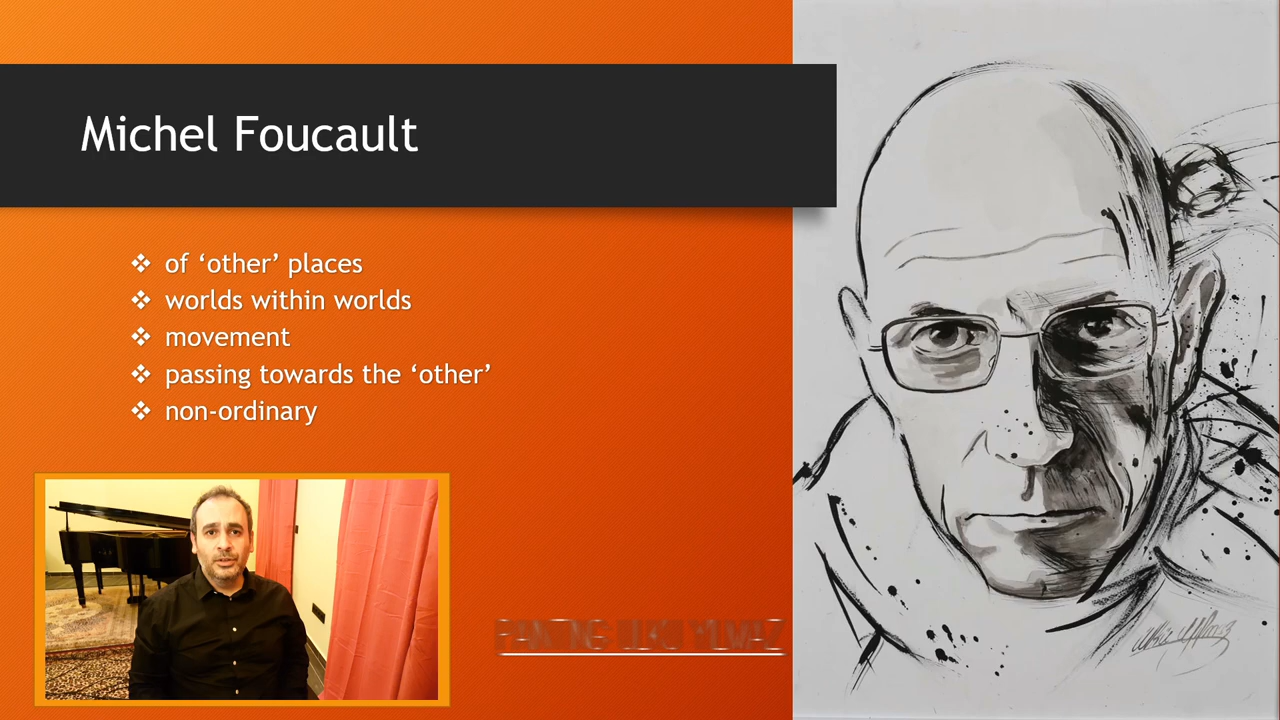 Michel Foucault
❖ of ‘other’ places
❖ worlds within worlds
❖ movement
❖ passing towards the ‘other’
❖ non-ordinary